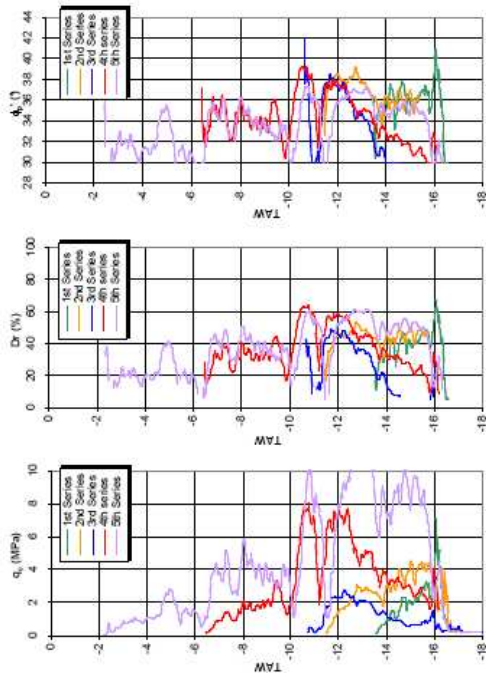 q_c (MPa)
0 2 4 6 8 10
1st Series
2nd Series
3rd Series
4th series
5th Series
TAW
0
-2
-4
-6
-8
-10
-12
-14
-16
-18
Dr (%)
0 20 40 60 80 100
1st Series
2nd Series
3rd Series
4th series
5th Series
TAW
0
-2
-4
-6
-8
-10
-12
-14
-16
-18
ϕ_p' (°)
28 30 32 34 36 38 40 42 44
1st Series
2nd Series
3rd Series
4th series
5th Series
TAW
0
-2
-4
-6
-8
-10
-12
-14
-16
-18